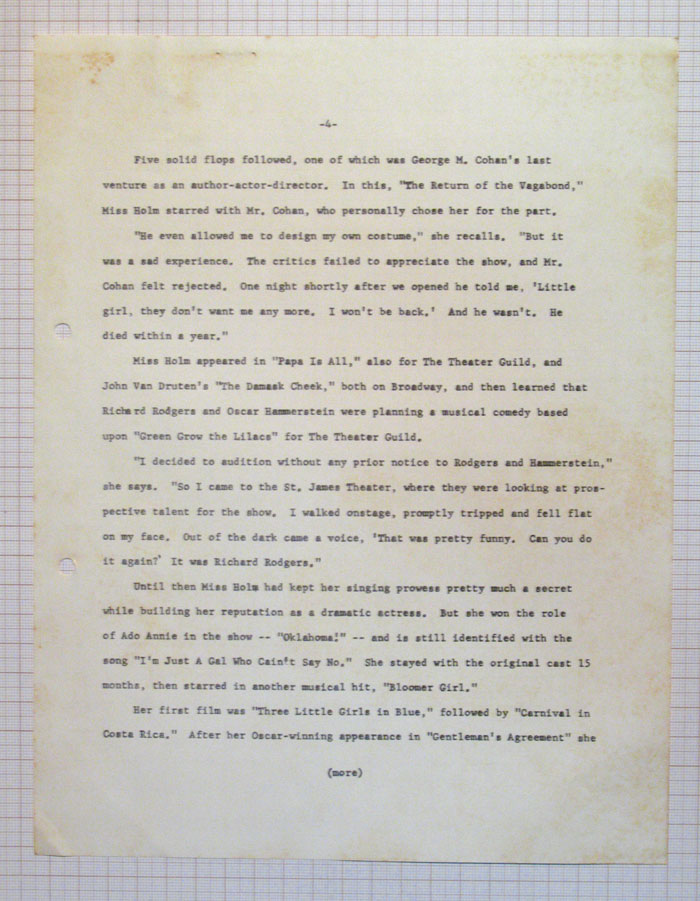 -4-
Five solid flops followed, one of which was George M. Cohan's last
venture as an author-actor-director. In this, "The Return of the Vagabond,"
Miss Holm starred with Mr. Cohan, who personally chose her for the part.
"He even allowed me to design my own costume," she recalls. "But it
was a sad experience. The critics failed to appreciate the show, and Mr.
Cohan felt rejected. One night shortly after we opened he told me, 'Little
girl, they don't want me any more. I won't be back.' And he wasn't. He
died within a year."
Miss Holm appeared in "Papa Is All," also for The Theater Guild, and
John Van Druten's "The Damask Cheek," both on Broadway, and then learned that
Richard Rodgers and Oscar Hammerstein were planning a musical comedy based
upon "Green Grow the Lilacs" for The Theater Guild.
"I decided to audition without any prior notice to Rodgers and Hammerstein,"
she says. "So I came to the St. James Theater, where they were looking at pros-
pective talent for the show. I walked onstage, promptly tripped and fell flat
on my face. Out of the dark came a voice, 'That was pretty funny. Can you do
it again?' It was Richard Rodgers."
Until then Miss Holm had kept her singing prowess pretty much a secret
while building her reputation as a dramatic actress. But she won the role
of Ado Annie in the show -- "Oklahoma!" -- and is still identified with the
song "I'm Just A Gal Who Cain't Say No." She stayed with the original cast 15
months, then starred in another musical hit, "Bloomer Girl."
Her first film was "Three Little Girls in Blue," followed by "Carnival in
Costa Rica." After her Oscar-winning appearance in "Gentleman's Agreement" she
(more)